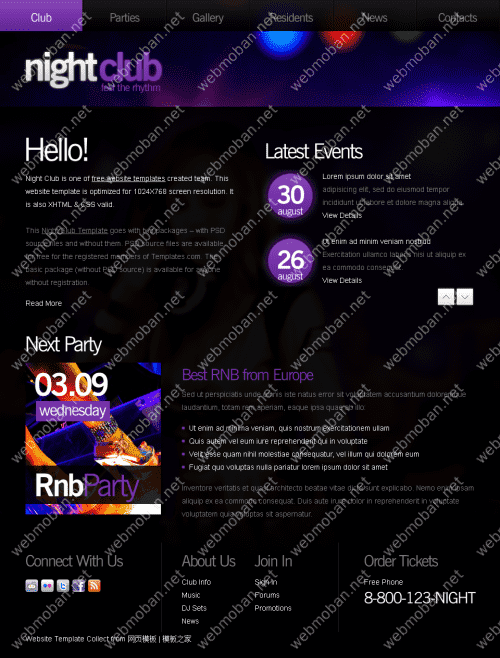 Club Parties Gallery Residents News Contacts
nightclub
feel the rhythm
Hello!
Night Club is one of free website templates created team. This
website template is optimized for 1024X768 screen resolution. It
is also XHTML & CSS valid.
This Nightclub Template goes with two packages – with PSD
source files and without them. PSD source files are available
for free for the registered members of Templates.com. The
basic package (without PSD source) is available for anyone
without registration.
Read More
Latest Events
30
august
Lorem ipsum dolor sit amet
adipisicing elit, sed do eiusmod tempor
incididunt ut labore et dolore magna aliqua.
View Details
26
august
Ut enim ad minim veniam nostrud
Exercitation ullamco laboris nisi ut aliquip ex
ea commodo consequat.
View Details
Next Party
03.09
wednesday
RnbParty
Best RNB from Europe
Sed ut perspiciatis unde omnis iste natus error sit voluptatem accusantium doloremque
laudantium, totam rem aperiam, eaque ipsa quae ab illo:
Ut enim ad minima veniam, quis nostrum exercitationem ullam
Quis autem vel eum iure reprehenderit qui in voluptate
Velit esse quam nihil molestiae consequatur, vel illum qui dolorem eum
Fugiat quo voluptas nulla pariatur lorem ipsum dolor sit amet
Inventore veritatis et quasi architecto beatae vitae dicta sunt explicabo. Nemo enim ipsam
aliquip ex ea commodo consequat. Duis aute irure dolor in reprehenderit in voluptate
voluptatem quia voluptas sit aspernatur.
Connect With Us
About Us
Club Info
Music
DJ Sets
News
Join In
Sign In
Forums
Promotions
Order Tickets
Free Phone
8-800-123-NIGHT
Website Template Collect from 网页模板 | 模板之家
webmoban.net